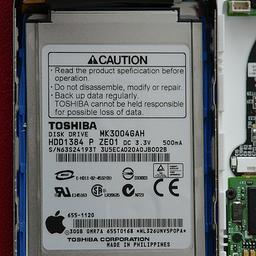 CAUTION
· Read the product speficication before
operation.
· Do not disassemble, modify or repair.
· Back up data regularly.
TOSHIBA cannot be held responsible
for possible loss of data.
TOSHIBA
DISK DRIVE MK3004GAH
HDD1384 P ZE01 DC 3.3V 500mA
S/N63S24193T 3U5ECAD20A0JB002B
655-1120
TOSHIBA CORPORATION
MADE IN PHILIPPINES